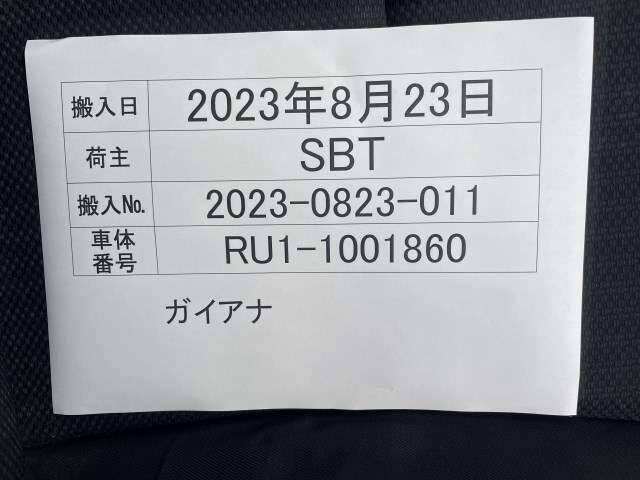 搬入日 2023年8月23日
荷主 SBT
搬入No. 2023-0823-011
車体番号 RU1-1001860
ガイアナ